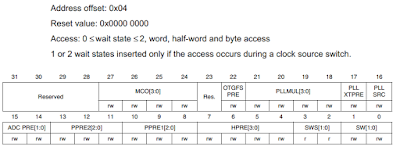 Address offset: 0x04
Reset value: 0x0000 0000
Access: 0 ≤ wait state ≤ 2, word, half-word and byte access
1 or 2 wait states inserted only if the access occurs during a clock source switch.
31 30 29 28 27 26 25 24 23 22 21 20 19 18 17 16
Reserved MCO[3:0] Res. OTGFS PRE PLLMUL[3:0] PLL XTPRE PLL SRC
rw rw rw rw rw rw rw rw rw rw rw
15 14 13 12 11 10 9 8 7 6 5 4 3 2 1 0
ADC PRE[1:0] PPRE2[2:0] PPRE1[2:0] HPRE[3:0] SWS[1:0] SW[1:0]
rw rw rw rw rw rw rw rw rw rw rw rw r r rw rw